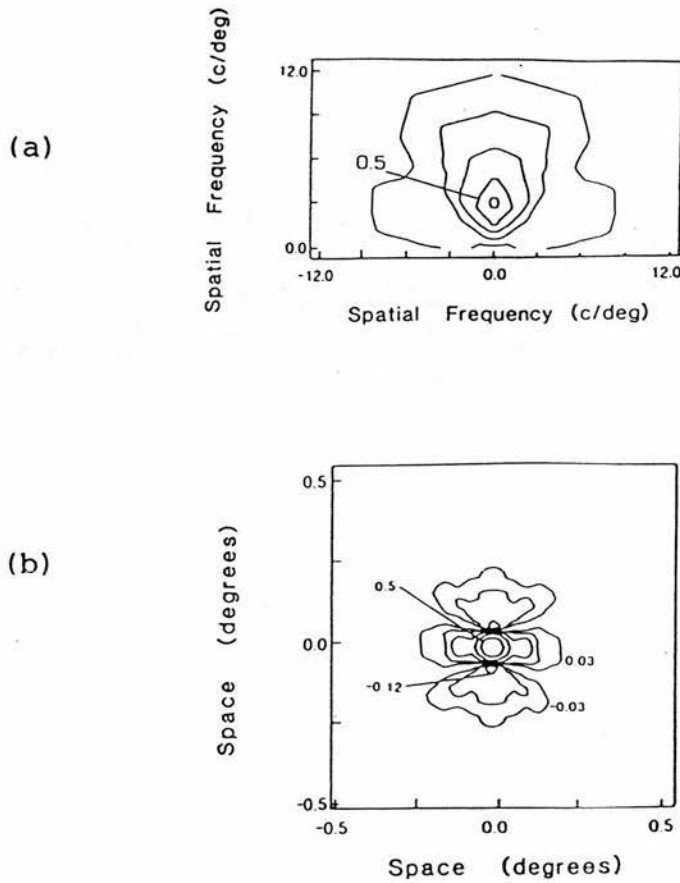 (a)
Spatial Frequency (c/deg)
12.0
0.5
0.0
-12.0 0.0 12.0
Spatial Frequency (c/deg)
(b)
Space (degrees)
0.5
0.5
0.0
0.03
-0.12
-0.03
-0.5
-0.5 0.0 0.5
Space (degrees)